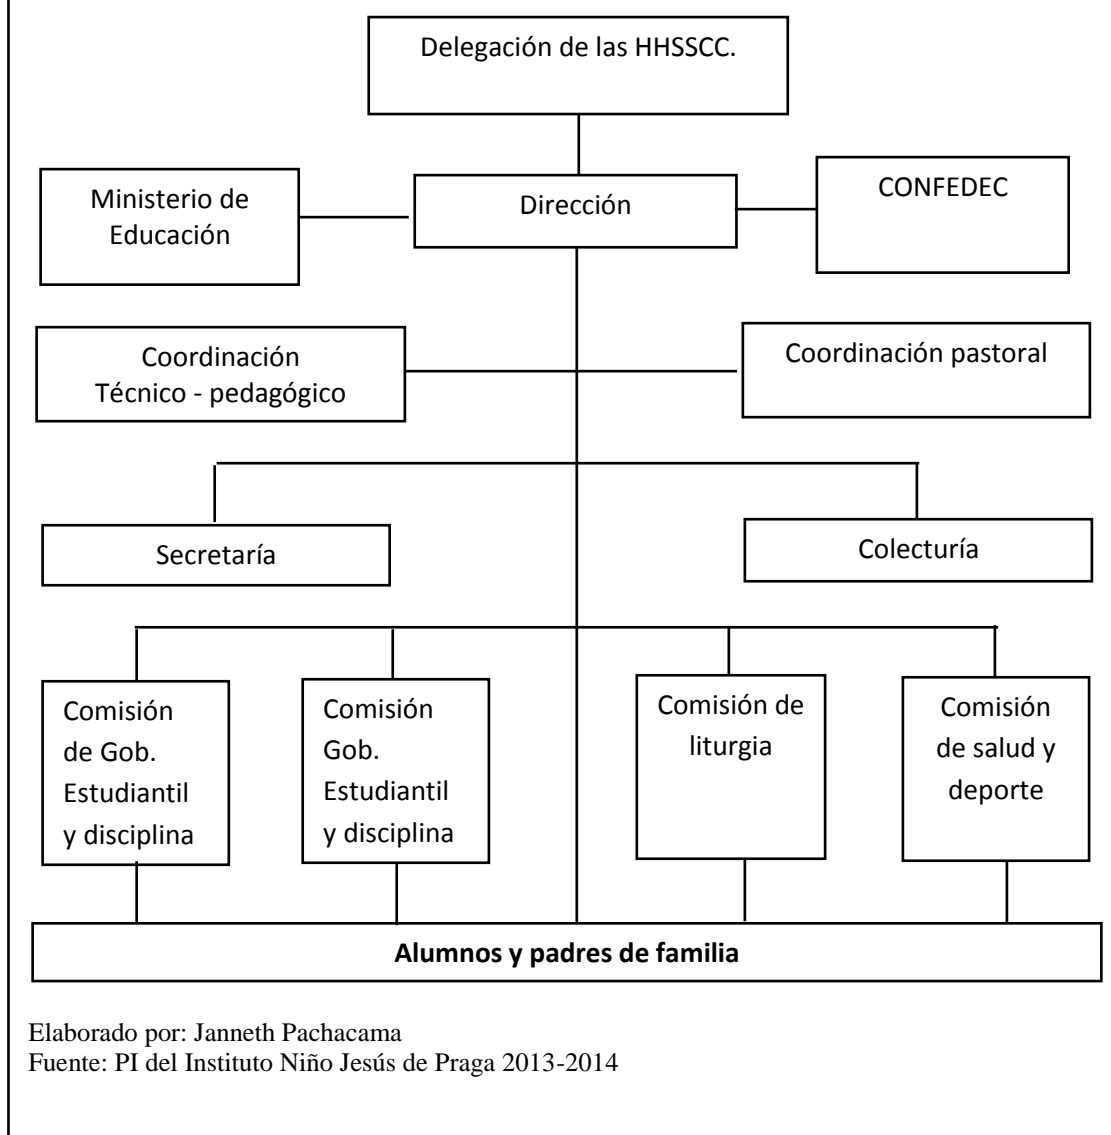 Delegación de las HHSSCC.
Ministerio de
Educación
Dirección
CONFEDEC
Coordinación
Técnico - pedagógico
Coordinación pastoral
Secretaría
Colecturía
Comisión
de Gob.
Estudiantil
y disciplina
Comisión
Gob.
Estudiantil
y disciplina
Comisión de
liturgia
Comisión
de salud y
deporte
Alumnos y padres de familia
Elaborado por: Janneth Pachacama
Fuente: PI del Instituto Niño Jesús de Praga 2013-2014